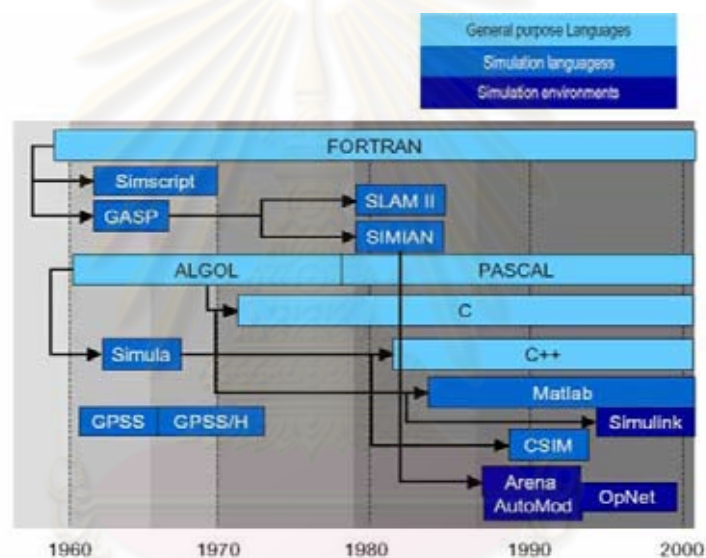 General purpose Languages
Simulation languagess
Simulation environments
FORTRAN
Simscript
GASP
SLAM II
SIMIAN
ALGOL PASCAL
C
Simula
C++
Matlab
GPSS GPSS/H
Simulink
CSIM
Arena
AutoMod
OpNet
1960 1970 1980 1990 2000